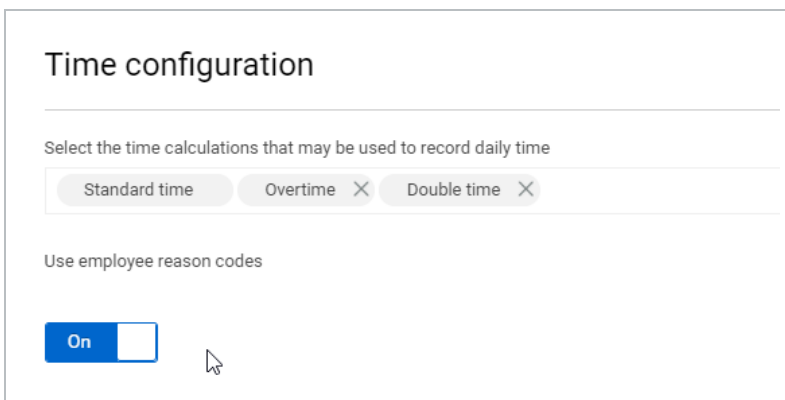 Time configuration
Select the time calculations that may be used to record daily time
Standard time Overtime Double time
Use employee reason codes
On